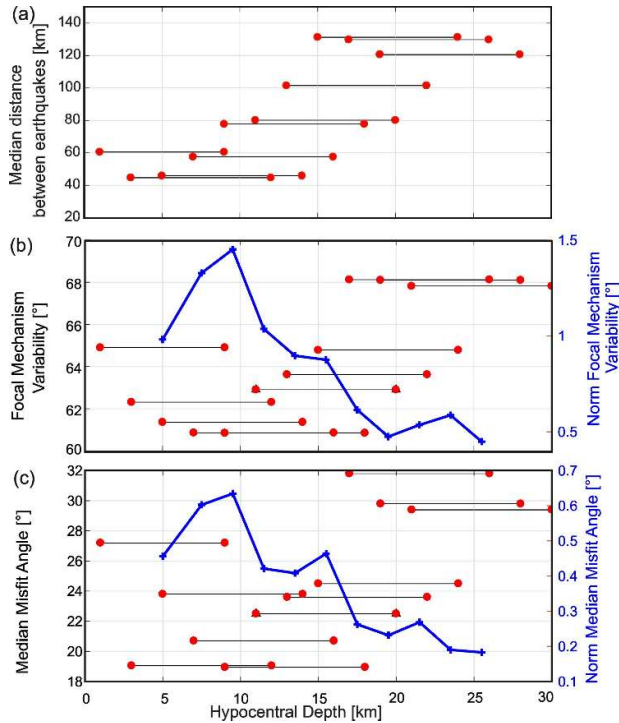 (a)
Median distance
between earthquakes [km]
140
120
100
80
60
40
20
(b)
Focal Mechanism
Variability [°]
70
68
66
64
62
60
1.5
1
0.5
Norm Focal Mechanism
Variability [°]
(c)
Median Misfit Angle [°]
32
30
28
26
24
22
20
18
0.7
0.6
0.5
0.4
0.3
0.2
0.1
Norm Median Misfit Angle [°]
0 5 10 15 20 25 30
Hypocentral Depth [km]